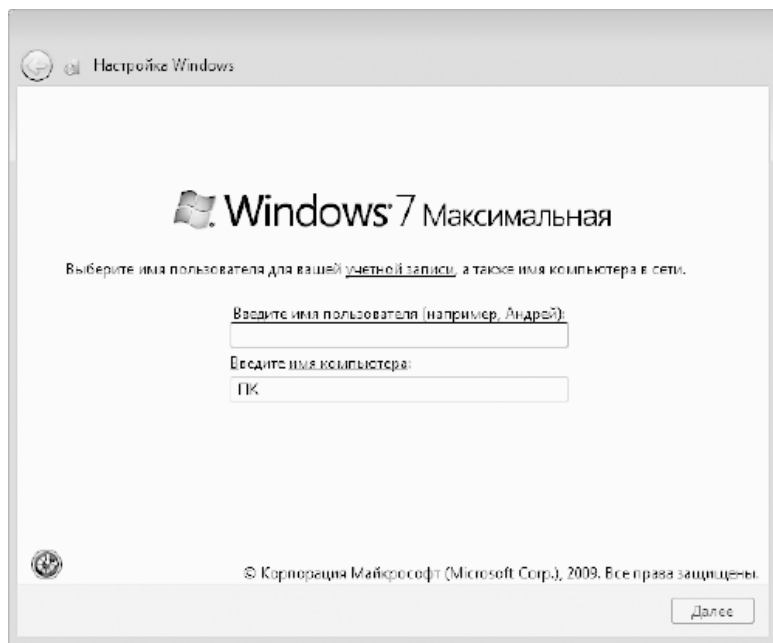 Настройка Windows
Windows 7 Максимальная
Выберите имя пользователя для вашей учетной записи, а также имя компьютера в сети.
Введите имя пользователя (например, Андрей):
Введите имя компьютера:
ПК
© Корпорация Майкрософт (Microsoft Corp.), 2009. Все права защищены.
Далее